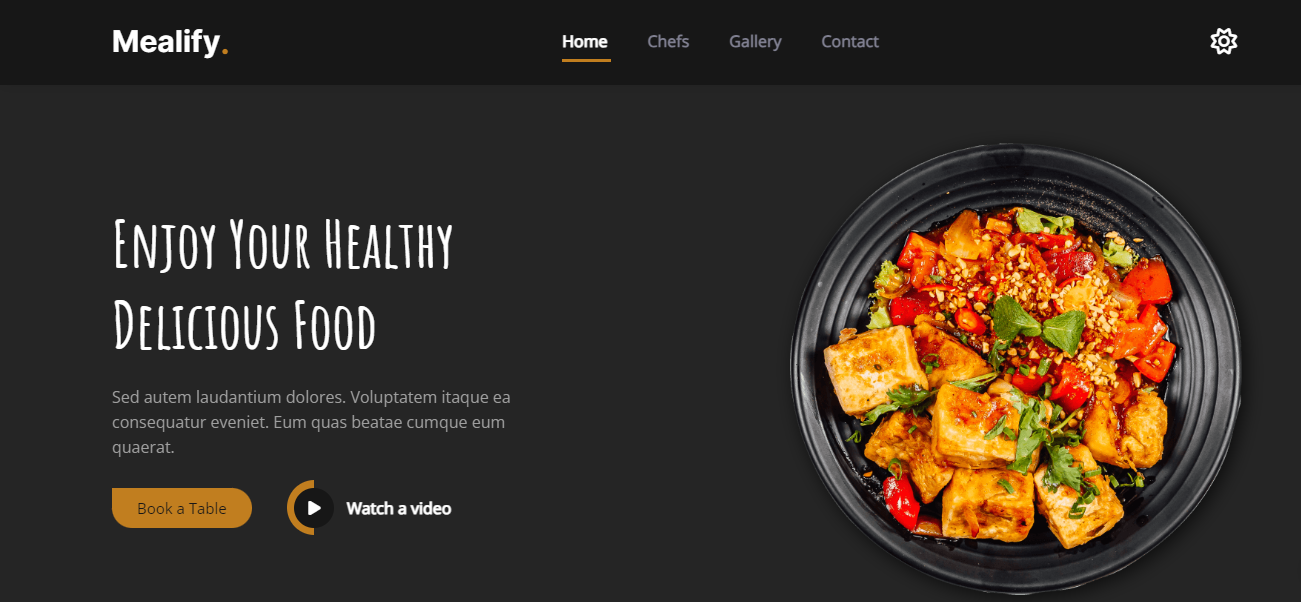 Mealify.
Home
Chefs
Gallery
Contact
Enjoy Your Healthy
Delicious Food
Sed autem laudantium dolores. Voluptatem itaque ea
consequatur eveniet. Eum quas beatae cumque eum
quaerat.
Book a Table
Watch a video